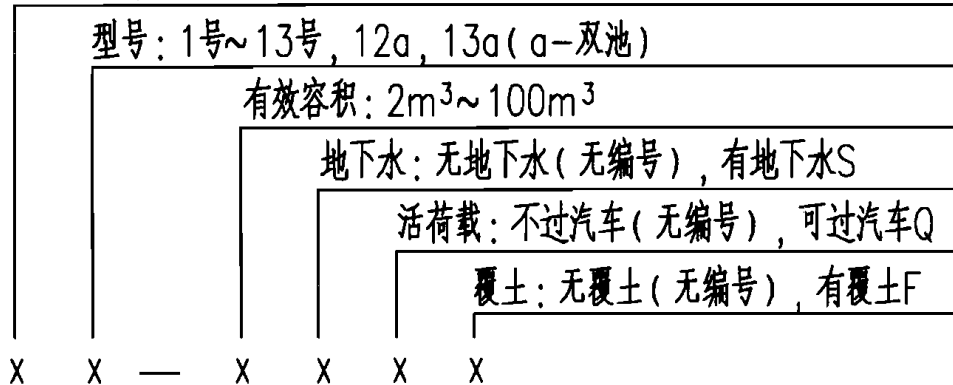 型号: 1号~13号, 12a, 13a(a-双池)
有效容积: 2m³~100m³
地下水: 无地下水(无编号), 有地下水S
活荷载: 不过汽车(无编号), 可过汽车Q
覆土: 无覆土(无编号), 有覆土F
X X — X X X X